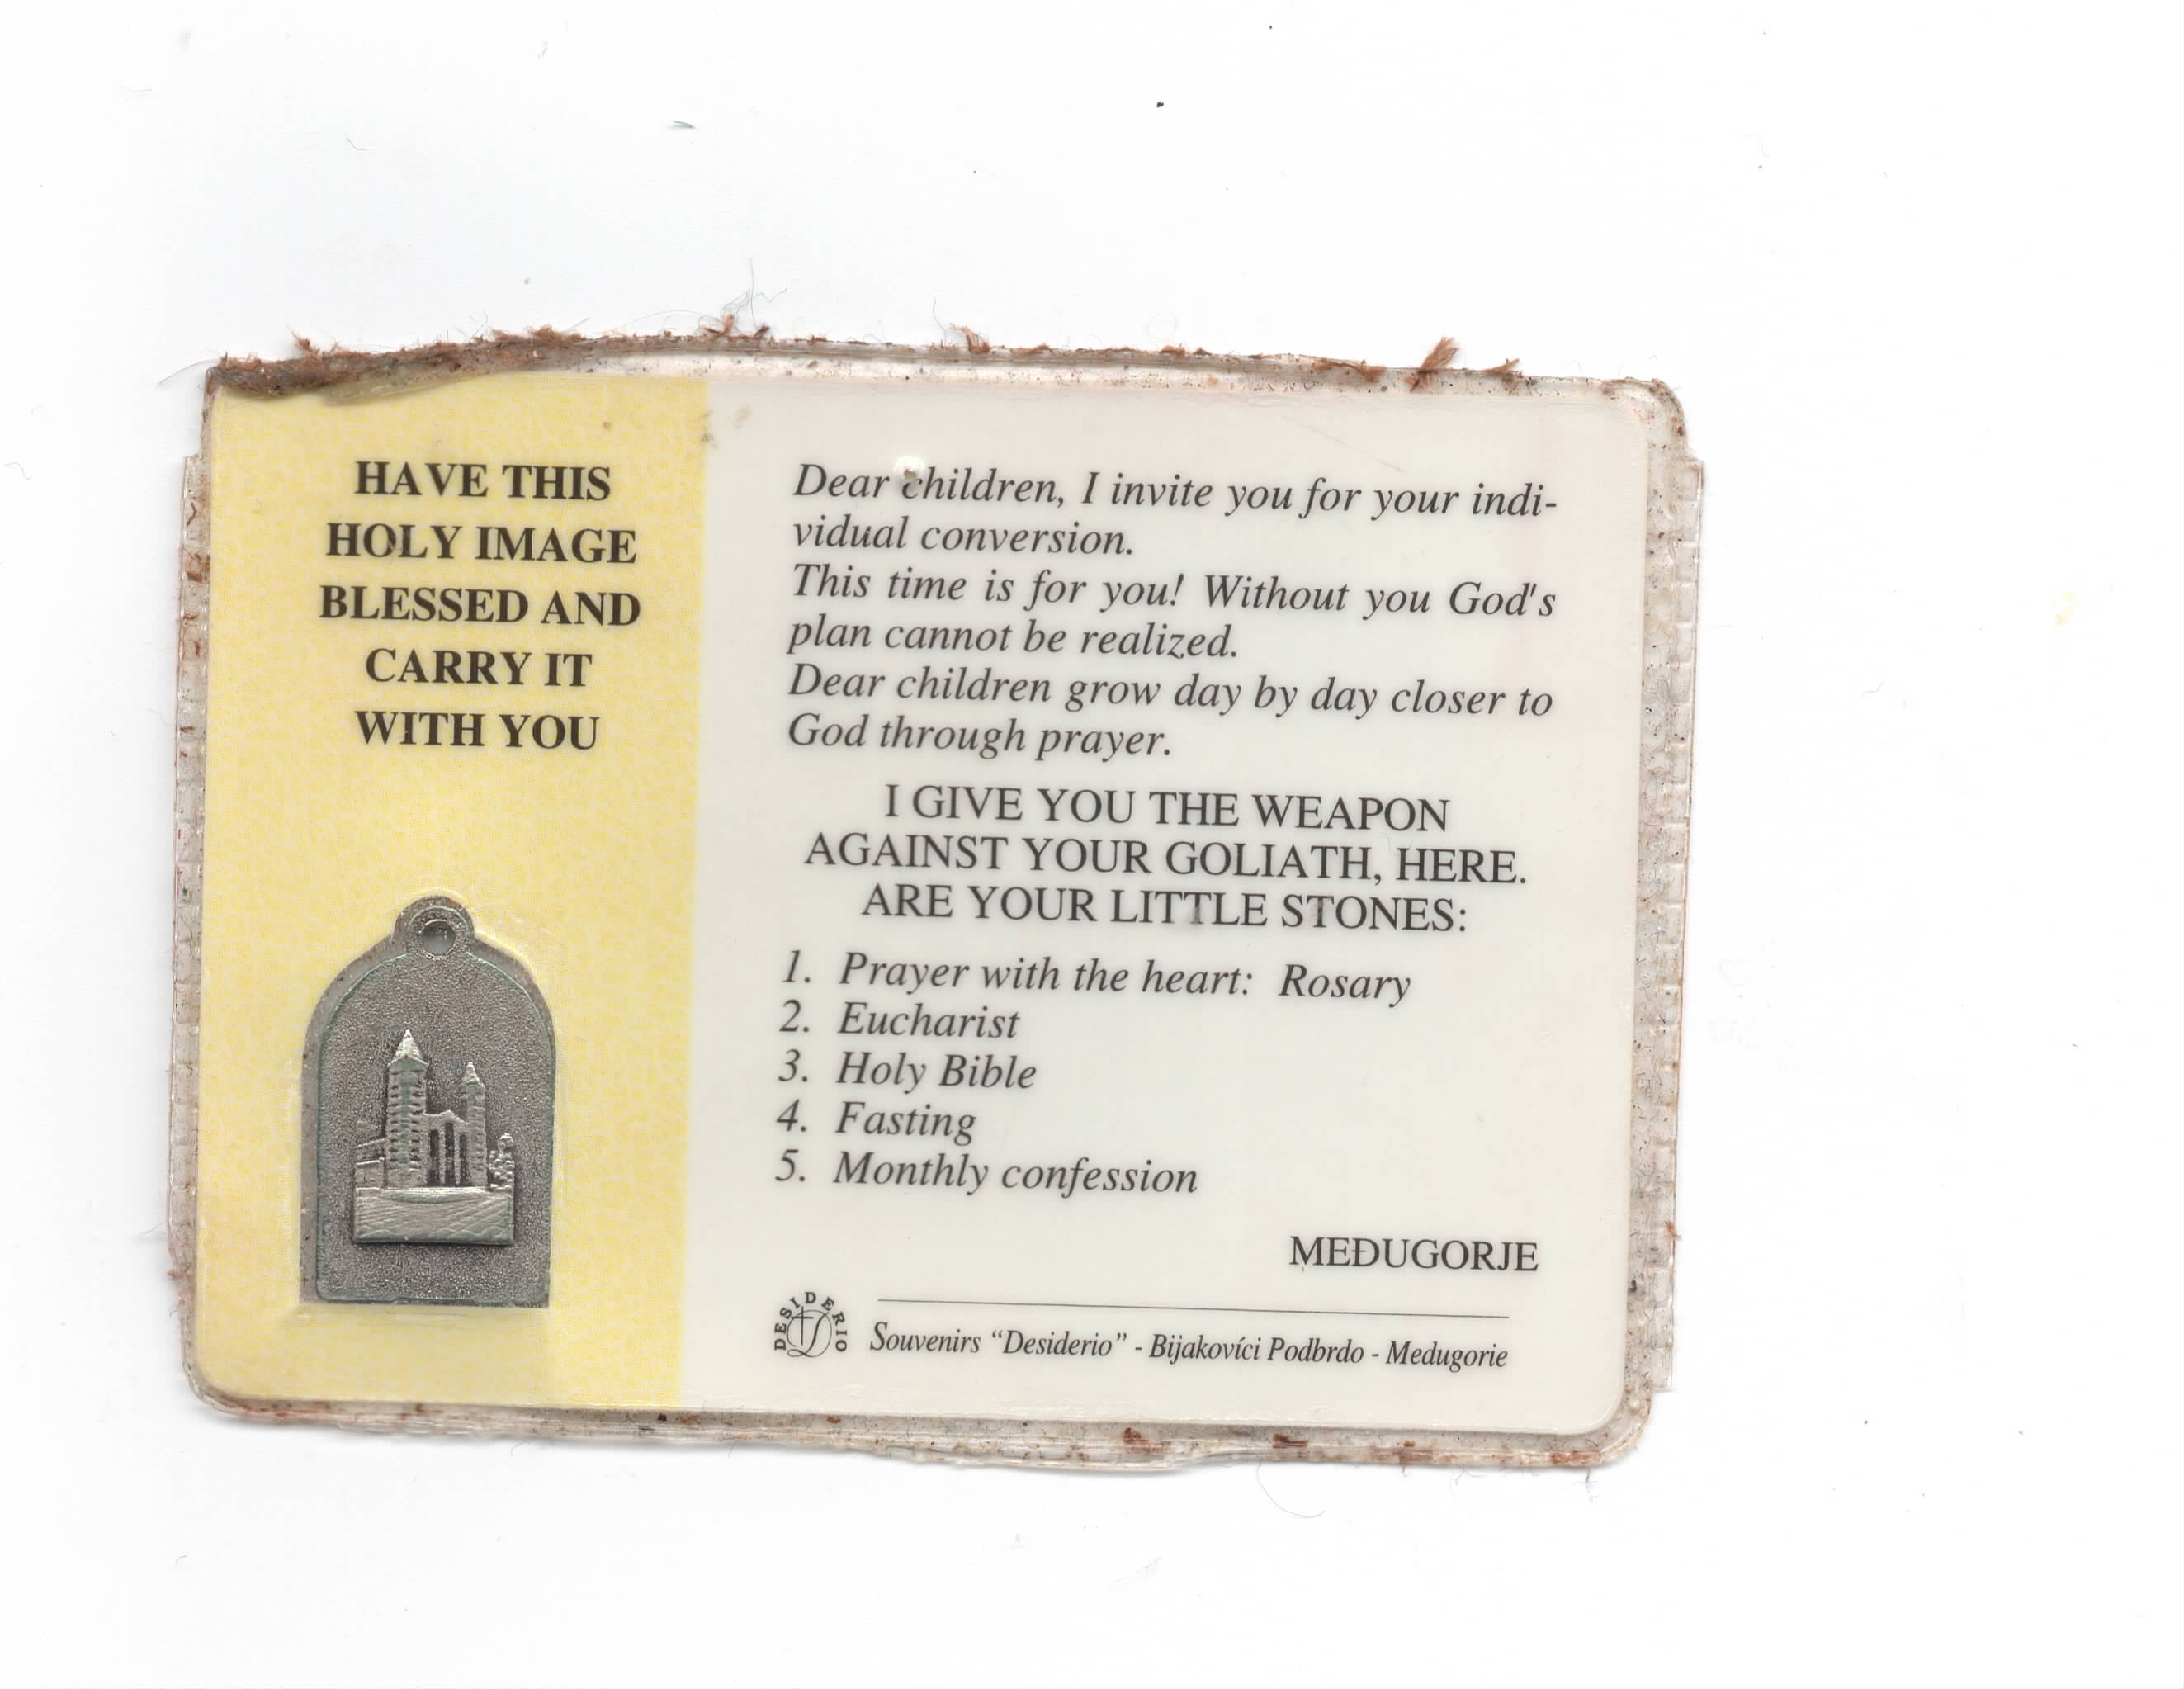 HAVE THIS
HOLY IMAGE
BLESSED AND
CARRY IT
WITH YOU
Dear children, I invite you for your indi-
vidual conversion.
This time is for you! Without you God's
plan cannot be realized.
Dear children grow day by day closer to
God through prayer.
I GIVE YOU THE WEAPON
AGAINST YOUR GOLIATH, HERE.
ARE YOUR LITTLE STONES:
1. Prayer with the heart: Rosary
2. Eucharist
3. Holy Bible
4. Fasting
5. Monthly confession
MEĐUGORJE
DESIDERIO
Souvenirs “Desiderio” - Bijakovíci Podbrdo - Medugorie